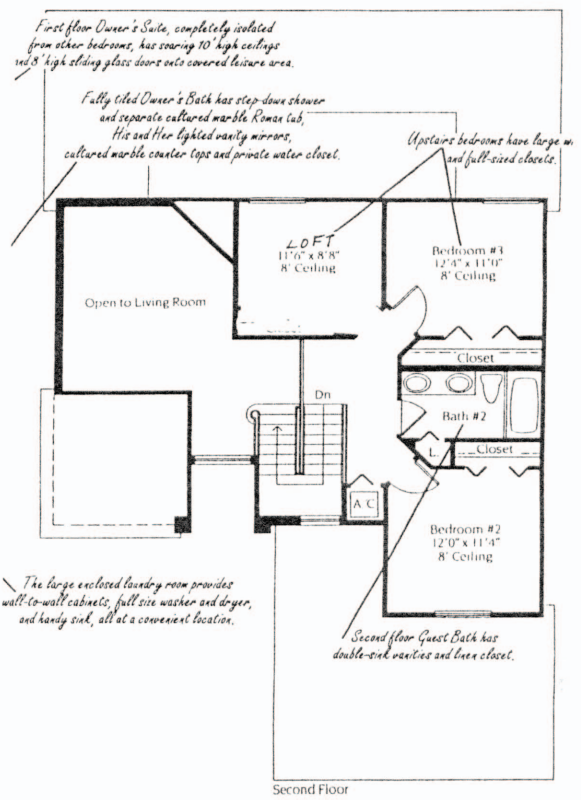 First floor Owner's Suite, completely isolated
from other bedrooms, has soaring 10' high ceilings
and 8' high sliding glass doors onto covered leisure area.
Fully tiled Owner's Bath has step-down shower
and separate cultured marble Roman tub,
His and Her lighted vanity mirrors,
cultured marble counter tops and private water closet.
Upstairs bedrooms have large
and full-sized closets.
LOFT
11'6" x 8'8"
8' Ceiling
Bedroom #3
12'4" x 11'0"
8' Ceiling
Open to Living Room
Closet
Dn
Bath #2
L.
Closet
A C
Bedroom #2
12'0" x 11'4"
8' Ceiling
The large enclosed laundry room provides
wall-to-wall cabinets, full size washer and dryer,
and handy sink, all at a convenient location.
Second floor Guest Bath has
double-sink vanities and linen closet.
Second Floor